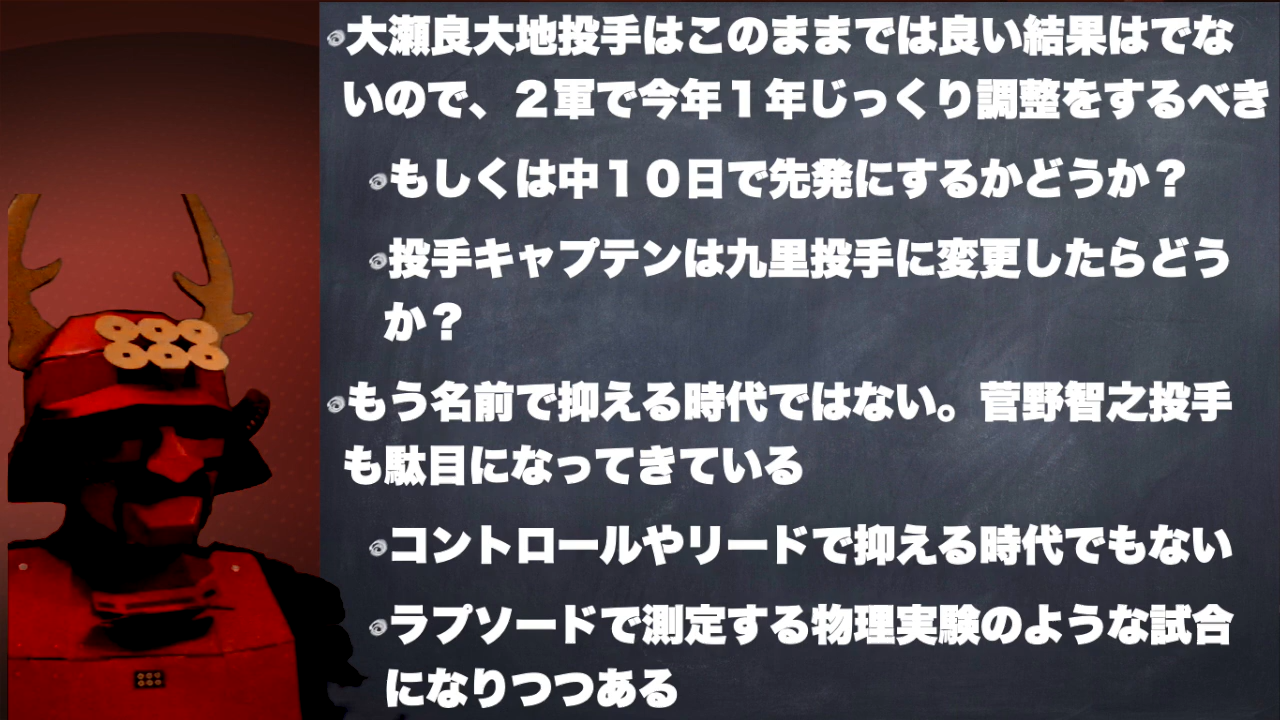 大瀬良大地投手はこのままでは良い結果はでな
いので、２軍で今年１年じっくり調整をするべき
もしくは中１０日で先発にするかどうか？
投手キャプテンは九里投手に変更したらどう
か？
もう名前で抑える時代ではない。菅野智之投手
も駄目になってきている
コントロールやリードで抑える時代でもない
ラプソードで測定する物理実験のような試合
になりつつある